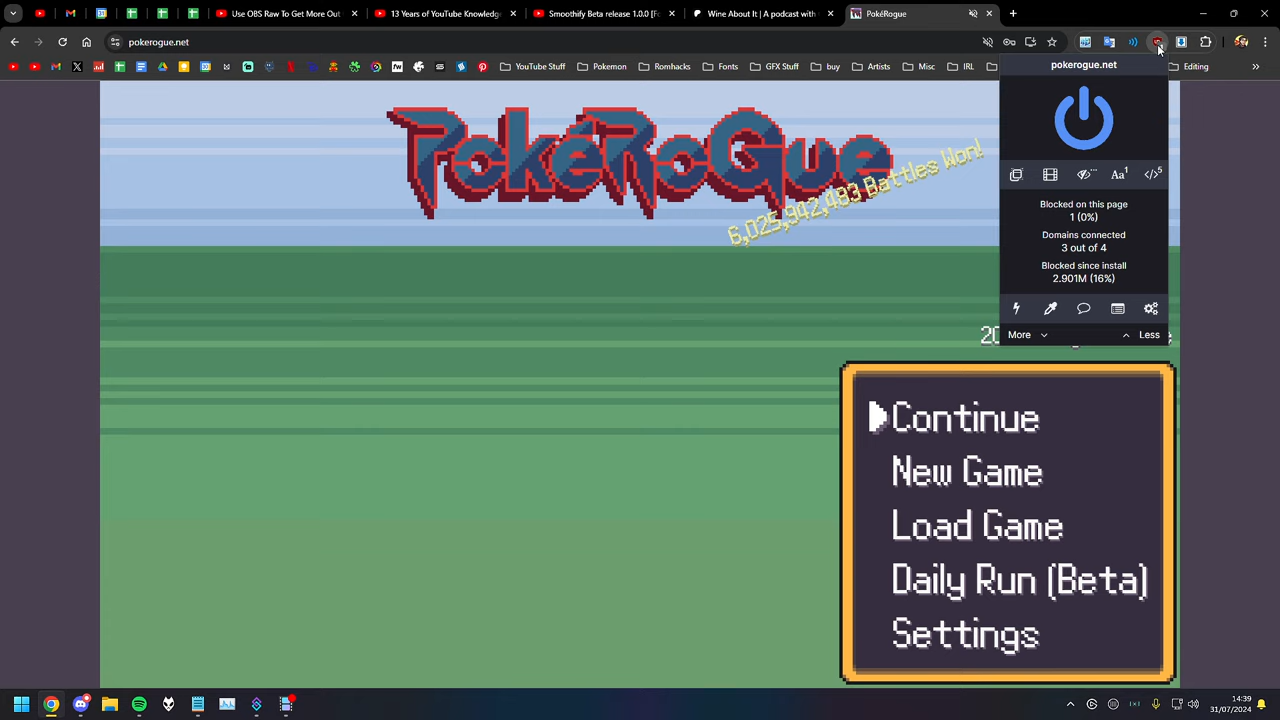 Use OBS Raw To Get More Out
13 Years of YouTube Knowledge
Smoothify Beta release 1.0.0 [Fo
Wine About It | A podcast with
PokéRogue
pokerogue.net
YouTube Stuff
Pokemon
Romhacks
Fonts
GFX Stuff
buy
Artists
Misc
IRL
Editing
PokéRoGue
6,025,942,483 Battles Won!
pokerogue.net
Aa1
</>5
Blocked on this page
1 (0%)
Domains connected
3 out of 4
Blocked since install
2.901M (16%)
More
Less
Continue
New Game
Load Game
Daily Run (Beta)
Settings
14:39
31/07/2024